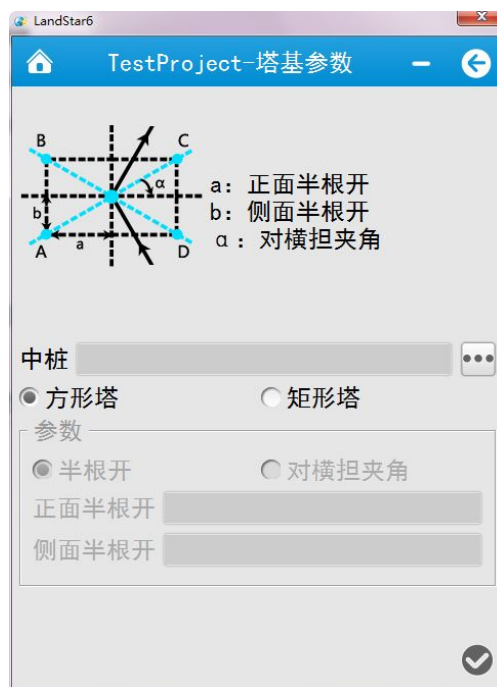 LandStar6
TestProject-塔基参数
B
C
α
a：正面半根开
b
b：侧面半根开
a
α：对横担夹角
A
D
中桩
方形塔
矩形塔
参数
半根开
对横担夹角
正面半根开
侧面半根开